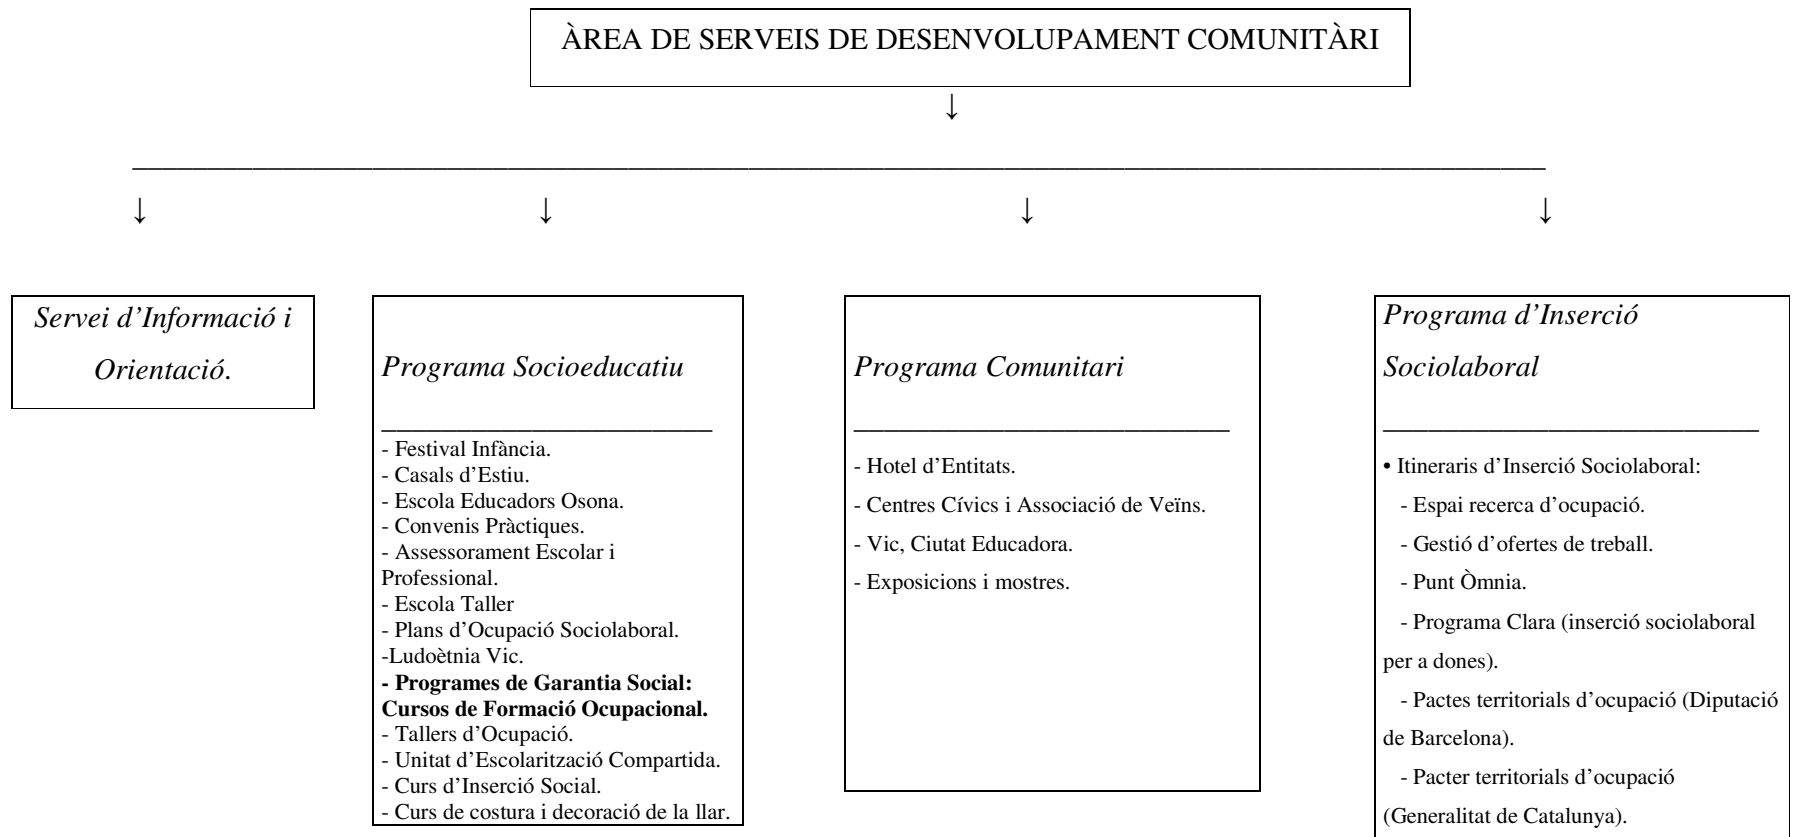 ÀREA DE SERVEIS DE DESENVOLUPAMENT COMUNITÀRI
Servei d’Informació i
Orientació.
Programa Socioeducatiu
- Festival Infància.
- Casals d’Estiu.
- Escola Educadors Osona.
- Convenis Pràctiques.
- Assessorament Escolar i
Professional.
- Escola Taller
- Plans d’Ocupació Sociolaboral.
-Ludoètnia Vic.
- Programes de Garantia Social:
Cursos de Formació Ocupacional.
- Tallers d’Ocupació.
- Unitat d’Escolarització Compartida.
- Curs d’Inserció Social.
- Curs de costura i decoració de la llar.
Programa Comunitari
- Hotel d’Entitats.
- Centres Cívics i Associació de Veïns.
- Vic, Ciutat Educadora.
- Exposicions i mostres.
Programa d’Inserció
Sociolaboral
• Itineraris d’Inserció Sociolaboral:
- Espai recerca d’ocupació.
- Gestió d’ofertes de treball.
- Punt Òmnia.
- Programa Clara (inserció sociolaboral
per a dones).
- Pactes territorials d’ocupació (Diputació
de Barcelona).
- Pacter territorials d’ocupació
(Generalitat de Catalunya).